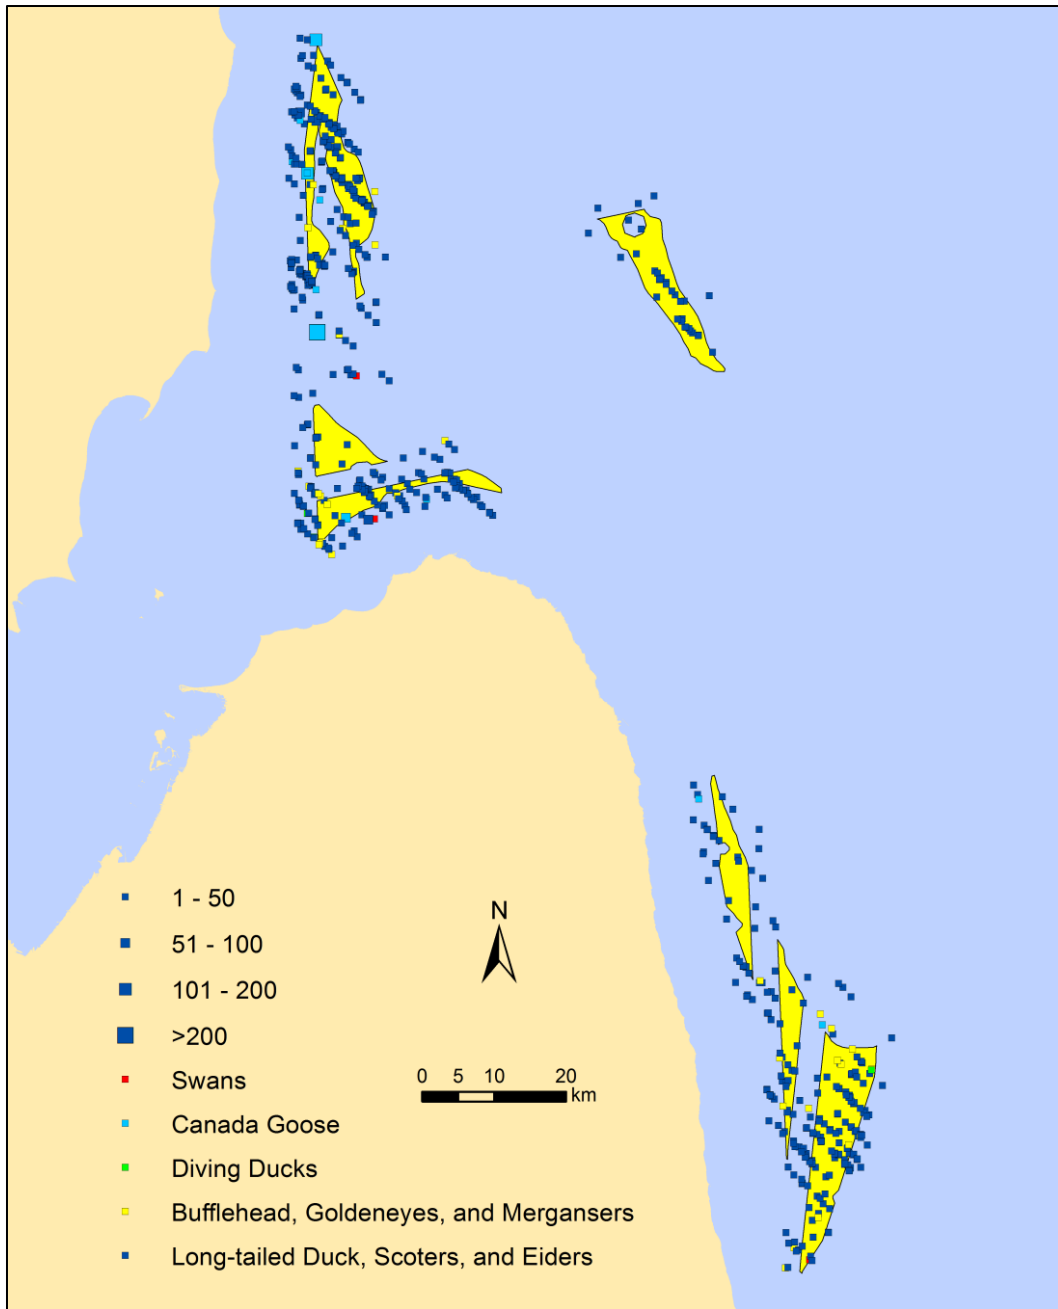 1 - 50
51 - 100
101 - 200
>200
Swans
Canada Goose
Diving Ducks
Bufflehead, Goldeneyes, and Mergansers
Long-tailed Duck, Scoters, and Eiders
N
0 5 10 20
km